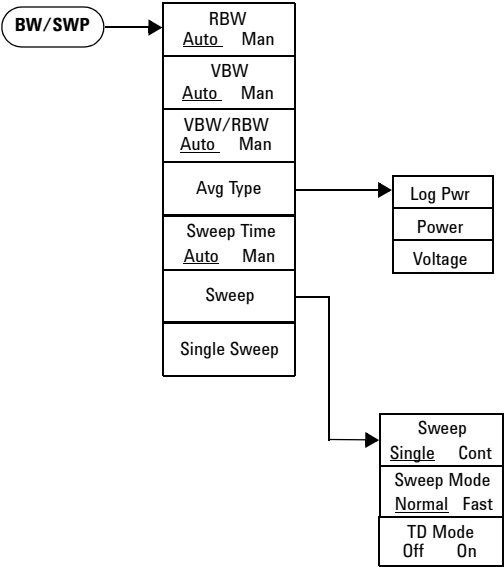 BW/SWP
RBW
Auto Man
VBW
Auto Man
VBW/RBW
Auto Man
Avg Type
Sweep Time
Auto Man
Sweep
Single Sweep
Log Pwr
Power
Voltage
Sweep
Single Cont
Sweep Mode
Normal Fast
TD Mode
Off On